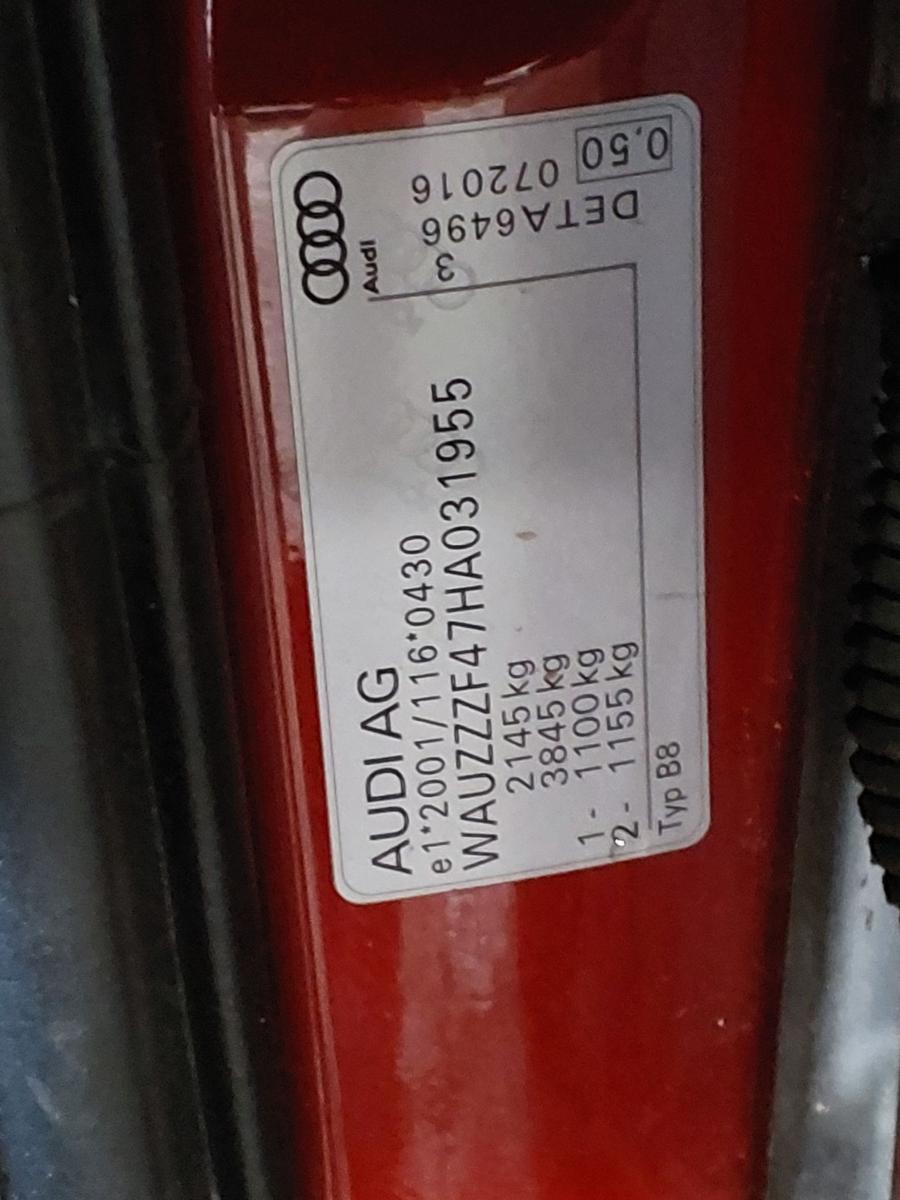 AUDI AG
e1*2001/116*0430
WAUZZZF47HA031955
2145 kg
3845 kg
1 - 1100 kg
2 - 1155 kg
Typ B8
Audi
3
DETA6496
072016
0,50